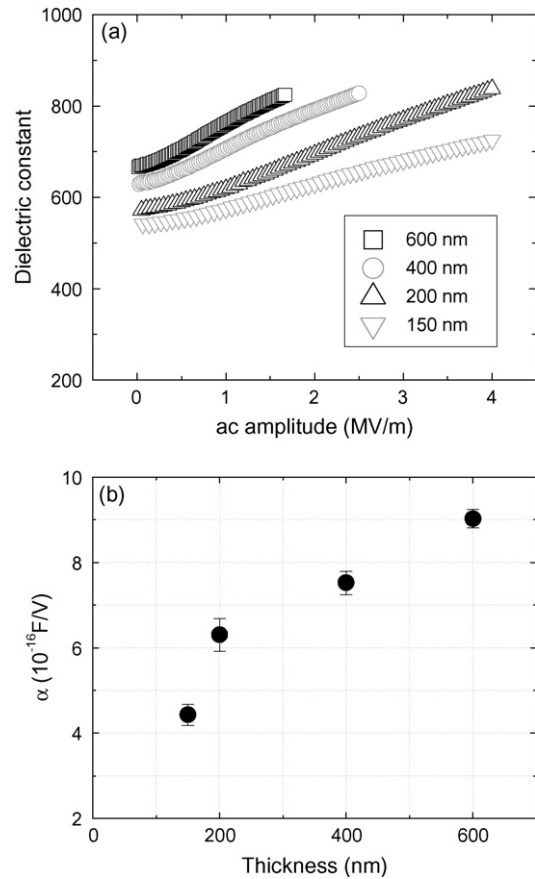 (a)
1000
800
600
400
200
Dielectric constant
600 nm
400 nm
200 nm
150 nm
0 1 2 3 4
ac amplitude (MV/m)
(b)
10
8
6
4
2
α (10⁻¹⁶F/V)
0 200 400 600
Thickness (nm)